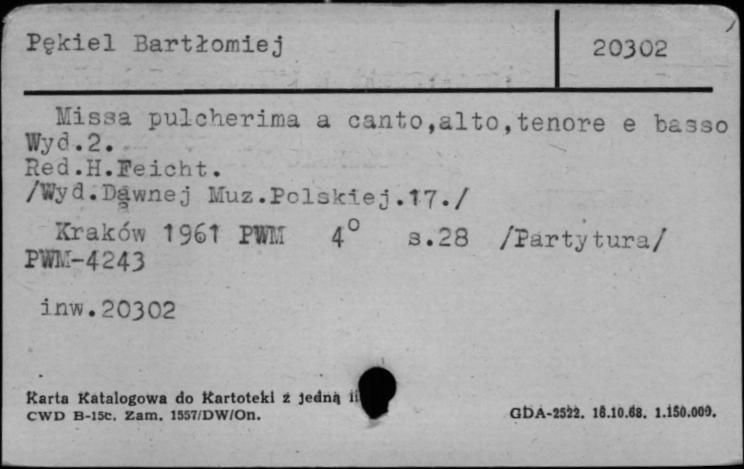 Pękiel Bartłomiej
20302
Missa pulcherima a canto,alto,tenore e basso
Wyd.2.
Red.H.Feicht.
/Wyd.Dawnej Muz.Polskiej.17./
Kraków 1961 PWM 4° s.28 /Partytura/
PWM-4243
inw.20302
Karta Katalogowa do Kartoteki z jedną
CWD B-15c. Zam. 1557/DW/On.
GDA-2522. 18.10.68. 1.150.000.